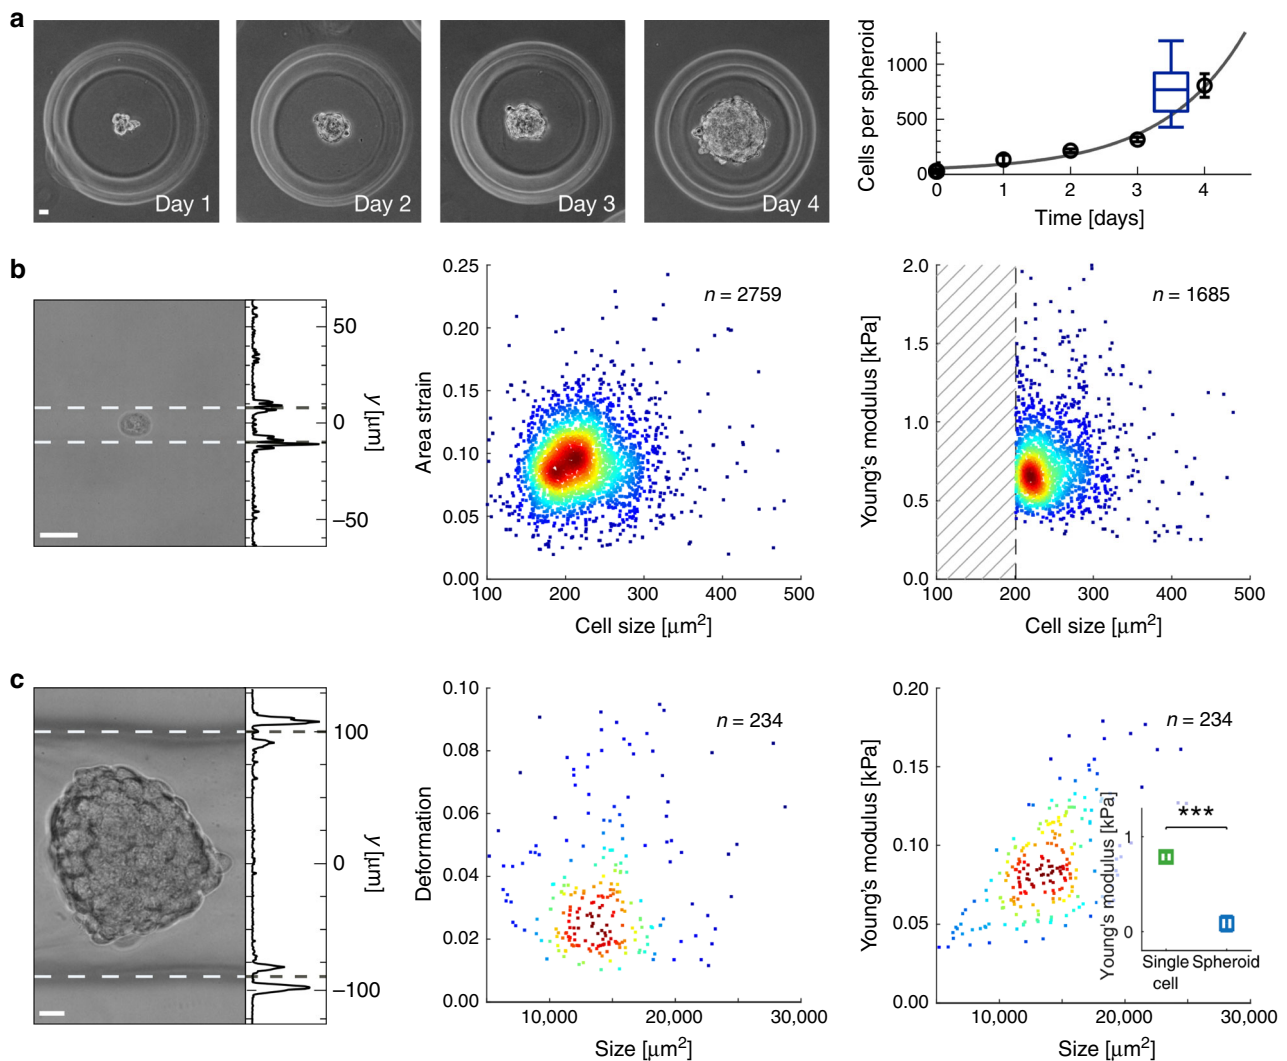 a
Day 1
Day 2
Day 3
Day 4
Cells per spheroid
1000
500
0
0 1 2 3 4
Time [days]
b
50
0
−50
y [μm]
Area strain
0.25
0.20
0.15
0.10
0.05
0.00
n = 2759
100 200 300 400 500
Cell size [μm²]
Young's modulus [kPa]
2.0
1.5
1.0
0.5
0.0
n = 1685
100 200 300 400 500
Cell size [μm²]
c
100
0
−100
y [μm]
Deformation
0.10
0.08
0.06
0.04
0.02
0.00
n = 234
10,000 20,000 30,000
Size [μm²]
Young's modulus [kPa]
0.20
0.15
0.10
0.05
0.00
n = 234
Young's modulus [kPa]
1
0
***
Single cell
Spheroid
10,000 20,000 30,000
Size [μm²]